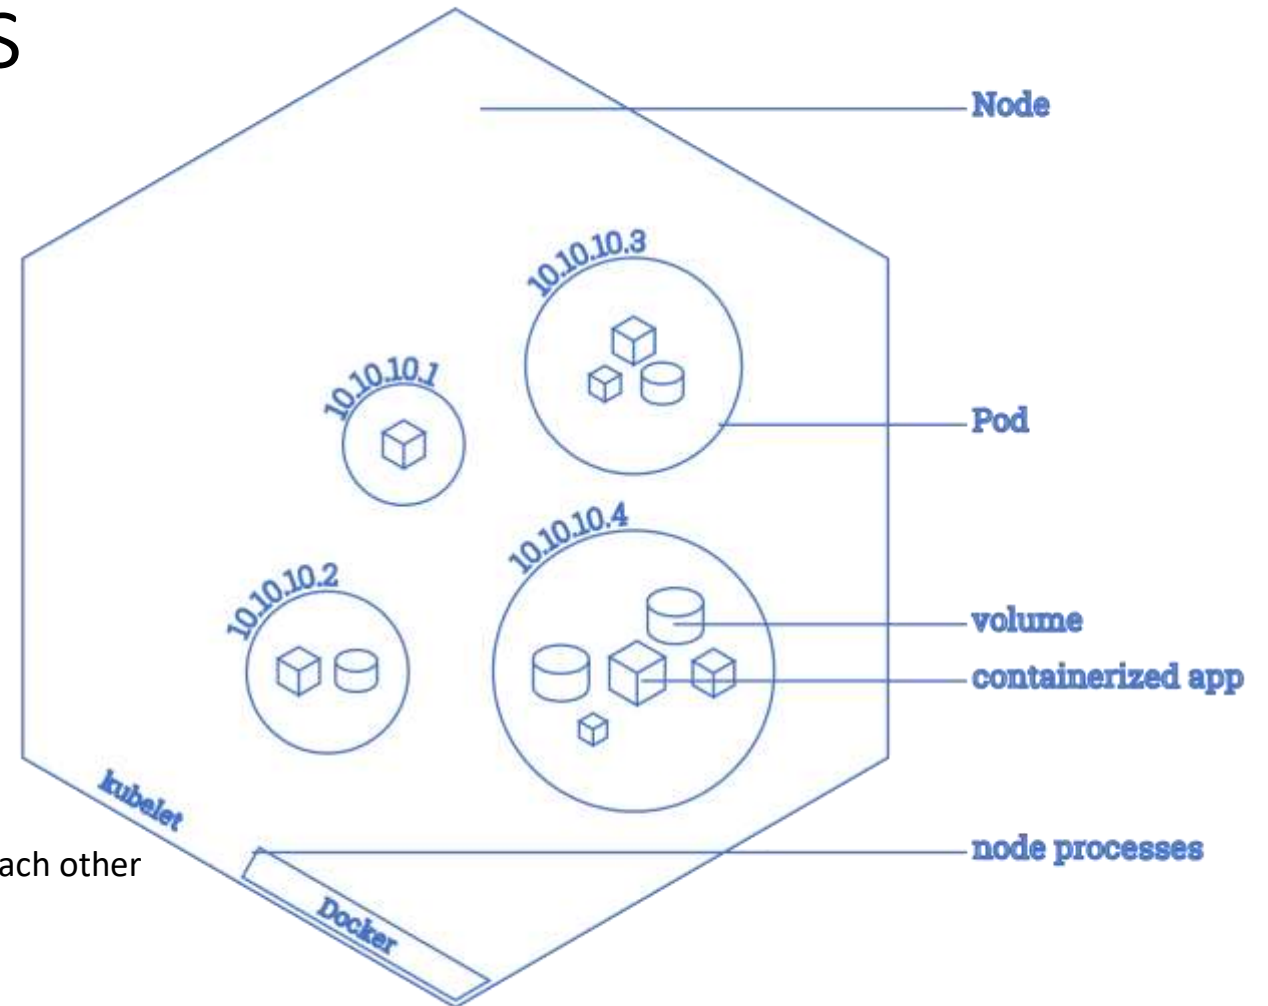 S
Node
10.10.10.3
10.10.10.1
Pod
10.10.10.4
10.10.10.2
volume
containerized app
kubelet
node processes
ach other
Docker